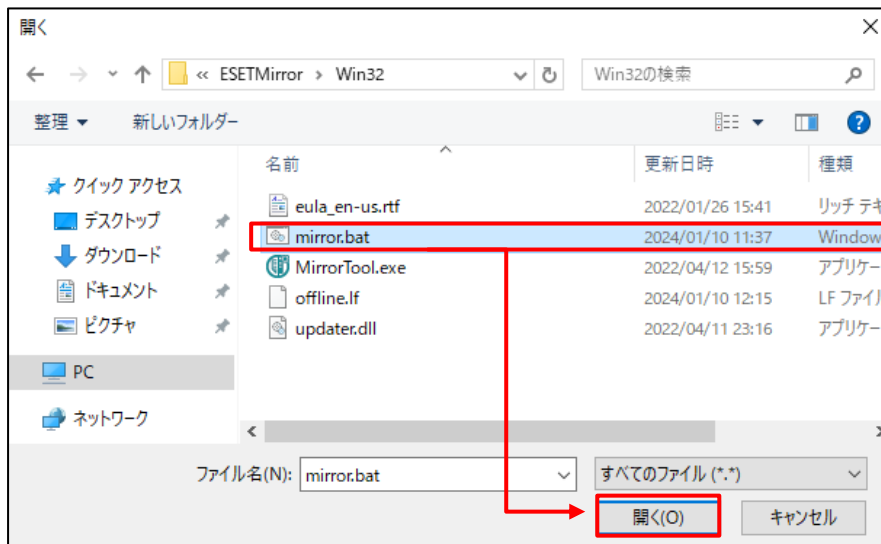 開く
« ESETMirror › Win32
Win32の検索
整理
新しいフォルダー
名前
更新日時
種類
クイック アクセス
デスクトップ
ダウンロード
ドキュメント
ピクチャ
PC
ネットワーク
eula_en-us.rtf 2022/01/26 15:41 リッチ テキ
mirror.bat 2024/01/10 11:37 Window
MirrorTool.exe 2022/04/12 15:59 アプリケー
offline.lf 2024/01/10 12:15 LF ファイル
updater.dll 2022/04/11 23:16 アプリケー
ファイル名(N): mirror.bat
すべてのファイル (*.*)
開く(O)
キャンセル